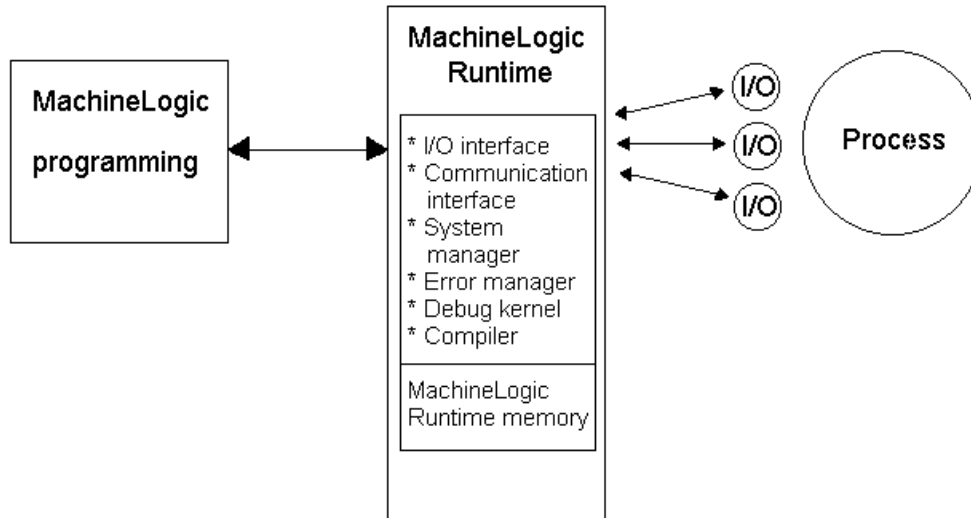 MachineLogic
programming
MachineLogic
Runtime
* I/O interface
* Communication
interface
* System
manager
* Error manager
* Debug kernel
* Compiler
MachineLogic
Runtime memory
I/O
I/O
I/O
Process